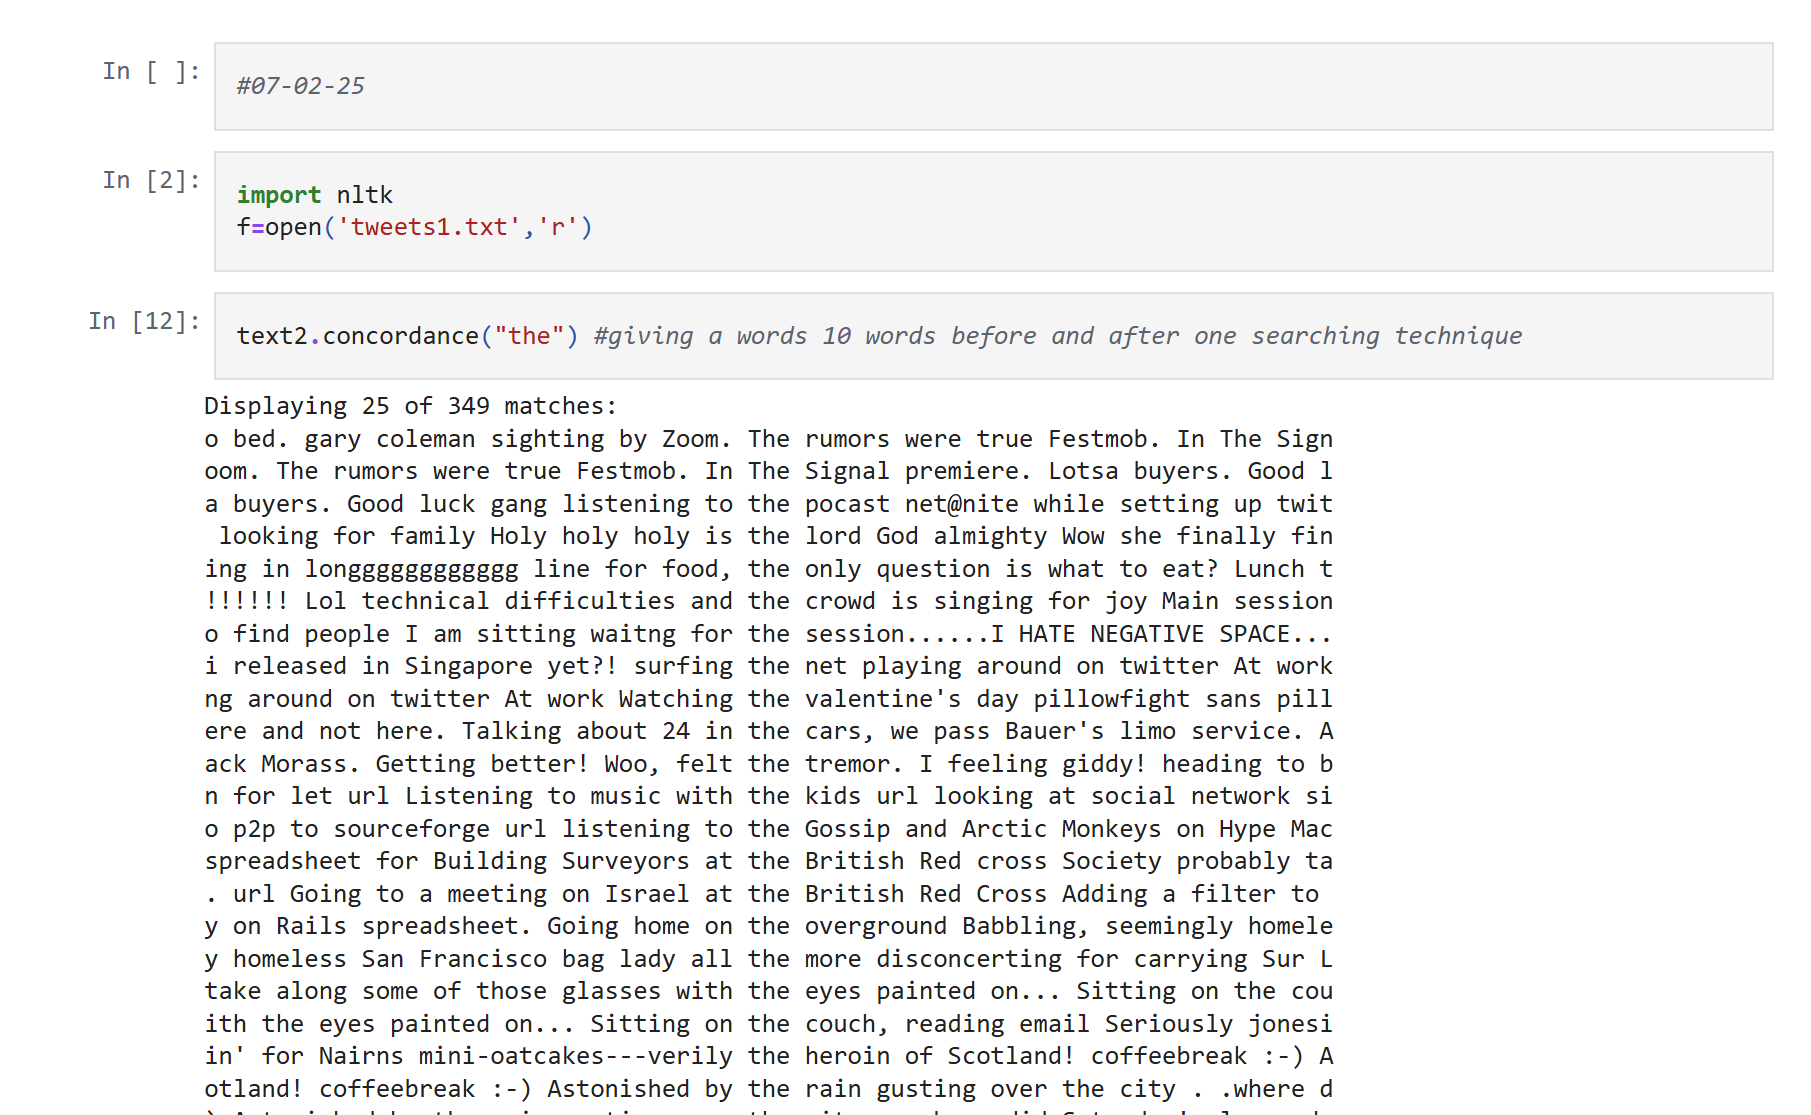 In [ ]:
#07-02-25
In [2]:
import nltk
f=open('tweets1.txt','r')
In [12]:
text2.concordance("the") #giving a words 10 words before and after one searching technique
Displaying 25 of 349 matches:
o bed. gary coleman sighting by Zoom. The rumors were true Festmob. In The Sign
oom. The rumors were true Festmob. In The Signal premiere. Lotsa buyers. Good l
a buyers. Good luck gang listening to the pocast net@nite while setting up twit
looking for family Holy holy holy is the lord God almighty Wow she finally fin
ing in longggggggggggggg line for food, the only question is what to eat? Lunch t
!!!!!! Lol technical difficulties and the crowd is singing for joy Main session
o find people I am sitting waitng for the session......I HATE NEGATIVE SPACE...
i released in Singapore yet?! surfing the net playing around on twitter At work
ng around on twitter At work Watching the valentine's day pillowfight sans pill
ere and not here. Talking about 24 in the cars, we pass Bauer's limo service. A
ack Morass. Getting better! Woo, felt the tremor. I feeling giddy! heading to b
n for let url Listening to music with the kids url looking at social network si
o p2p to sourceforge url listening to the Gossip and Arctic Monkeys on Hype Mac
spreadsheet for Building Surveyors at the British Red cross Society probably ta
. url Going to a meeting on Israel at the British Red Cross Adding a filter to
y on Rails spreadsheet. Going home on the overground Babbling, seemingly homele
y homeless San Francisco bag lady all the more disconcerting for carrying Sur L
take along some of those glasses with the eyes painted on... Sitting on the cou
ith the eyes painted on... Sitting on the couch, reading email Seriously jonesi
in' for Nairns mini-oatcakes---verily the heroin of Scotland! coffeebreak :-) A
otland! coffeebreak :-) Astonished by the rain gusting over the city . .where d